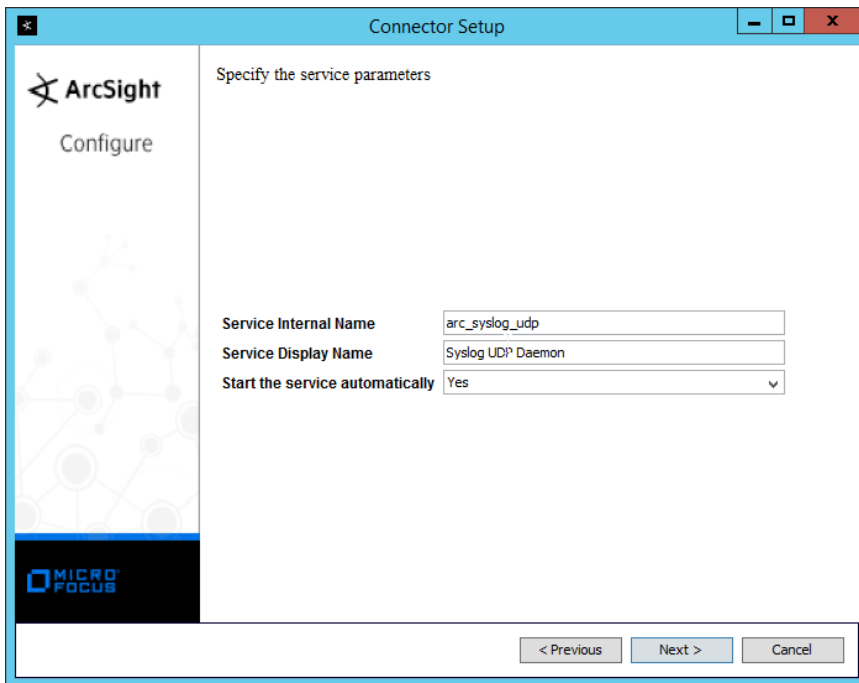 Connector Setup
ArcSight
Configure
Specify the service parameters
Service Internal Name arc_syslog_udp
Service Display Name Syslog UDP Daemon
Start the service automatically Yes
MICRO
FOCUS
< Previous Next > Cancel